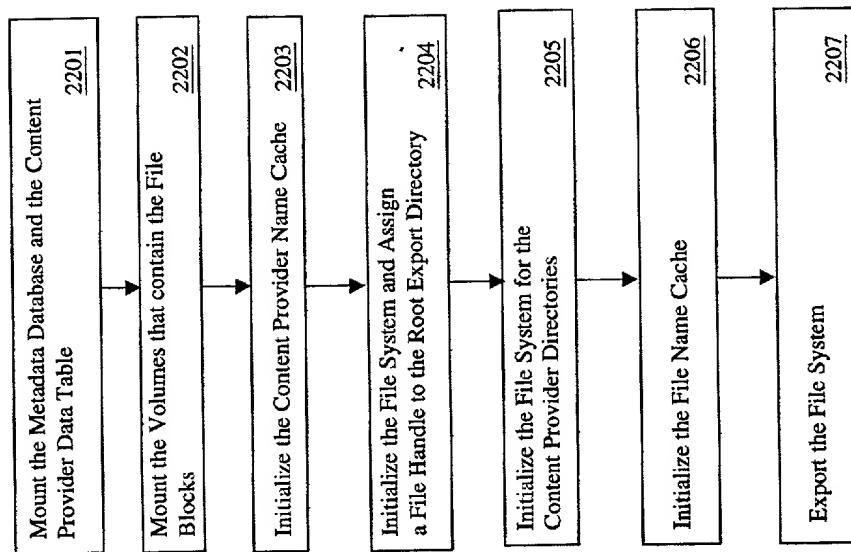 Mount the Metadata Database and the Content
Provider Data Table
2201
Mount the Volumes that contain the File
Blocks
2202
Initialize the Content Provider Name Cache
2203
Initialize the File System and Assign
a File Handle to the Root Export Directory
2204
Initialize the File System for the
Content Provider Directories
2205
Initialize the File Name Cache
2206
Export the File System
2207